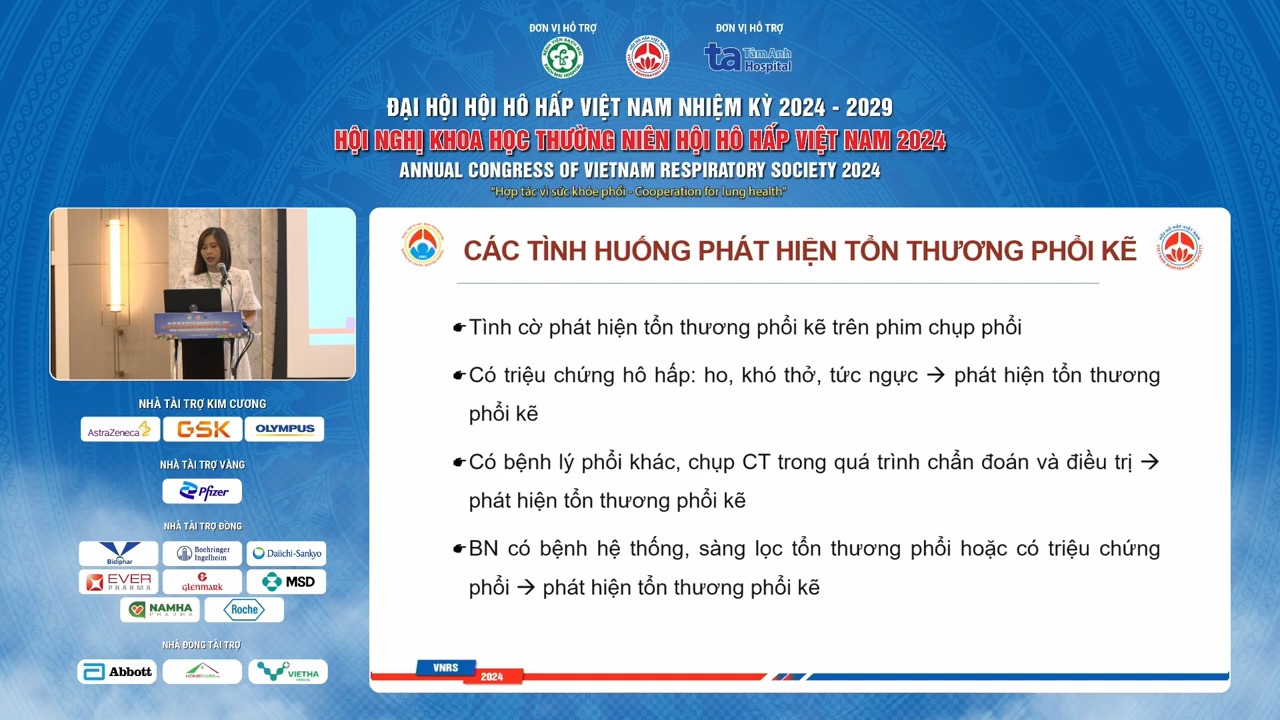 ĐƠN VỊ HỖ TRỢ
ĐƠN VỊ HỖ TRỢ
ta TâmAnh Hospital
ĐẠI HỘI HỘI HÔ HẤP VIỆT NAM NHIỆM KỲ 2024 - 2029
HỘI NGHỊ KHOA HỌC THƯỜNG NIÊN HỘI HÔ HẤP VIỆT NAM 2024
ANNUAL CONGRESS OF VIETNAM RESPIRATORY SOCIETY 2024
"Hợp tác vì sức khỏe phổi - Cooperation for lung health"
NHÀ TÀI TRỢ KIM CƯƠNG
AstraZeneca
GSK
OLYMPUS
NHÀ TÀI TRỢ VÀNG
Pfizer
NHÀ TÀI TRỢ ĐỒNG
Bidiphar
Boehringer Ingelheim
Daiichi-Sankyo
EVER PHARMA
GLENMARK
MSD
NAMHA PHARMA
Roche
NHÀ ĐỒNG TÀI TRỢ
Abbott
VIETHA
CÁC TÌNH HUỐNG PHÁT HIỆN TỔN THƯƠNG PHỔI KẼ
Tình cờ phát hiện tổn thương phổi kẽ trên phim chụp phổi
Có triệu chứng hô hấp: ho, khó thở, tức ngực → phát hiện tổn thương
phổi kẽ
Có bệnh lý phổi khác, chụp CT trong quá trình chẩn đoán và điều trị →
phát hiện tổn thương phổi kẽ
BN có bệnh hệ thống, sàng lọc tổn thương phổi hoặc có triệu chứng
phổi → phát hiện tổn thương phổi kẽ
VNRS
2024